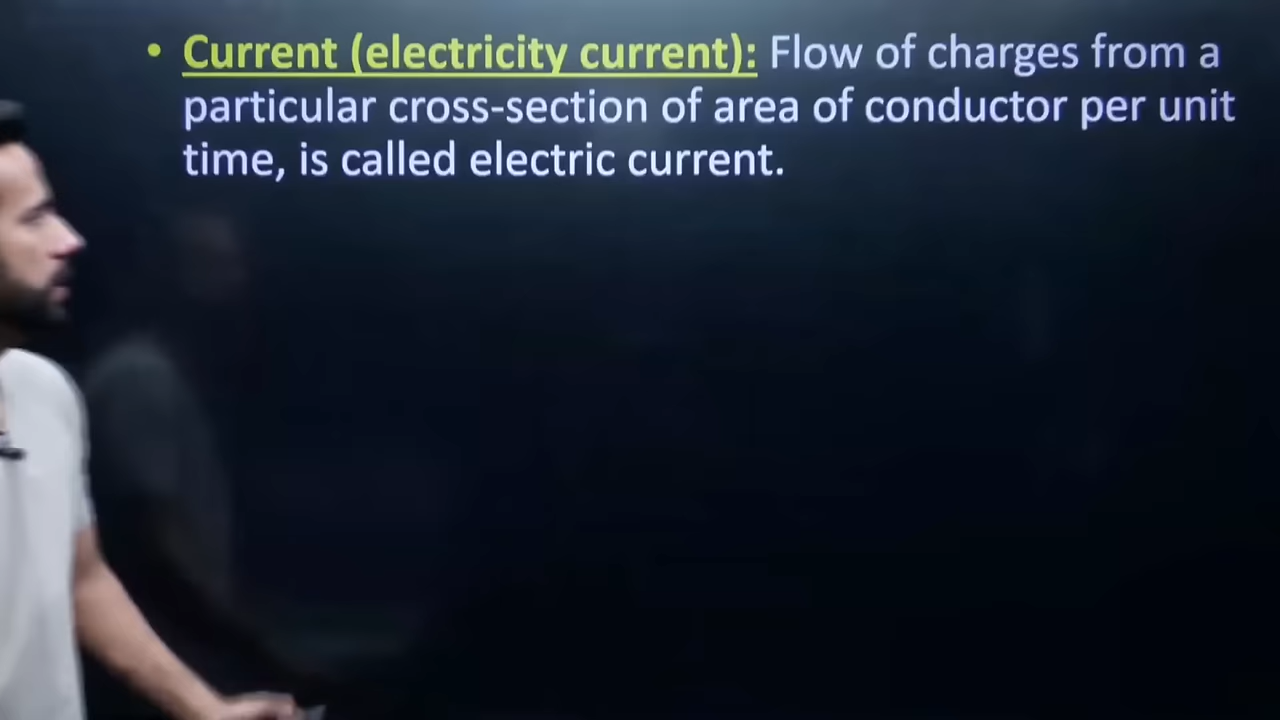 • Current (electricity current): Flow of charges from a
particular cross-section of area of conductor per unit
time, is called electric current.